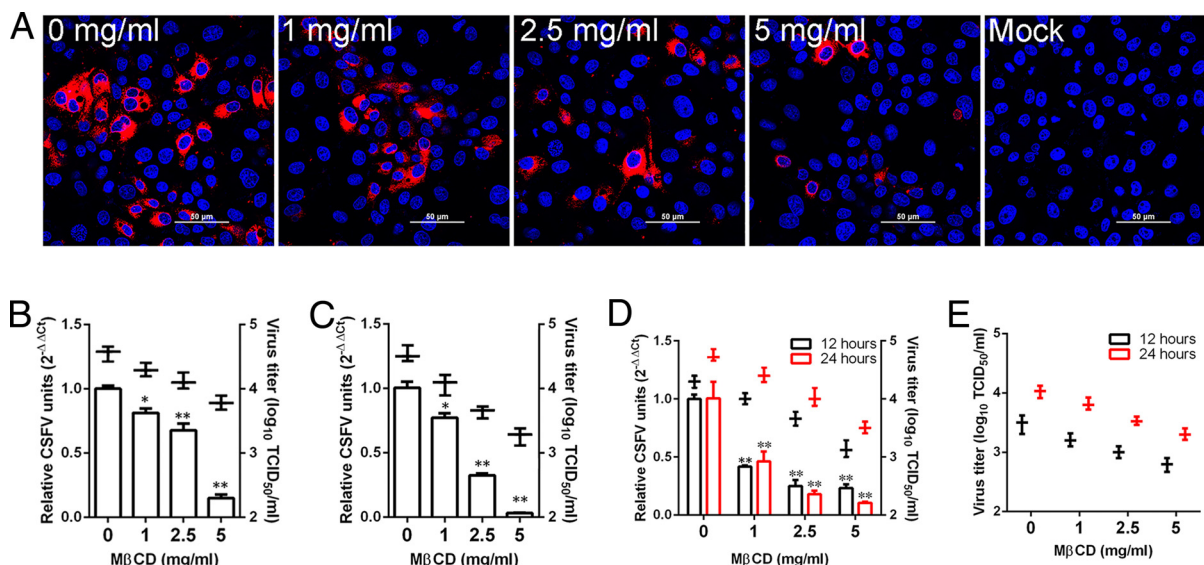 A
0 mg/ml
1 mg/ml
2.5 mg/ml
5 mg/ml
Mock
50 µm
50 µm
50 µm
50 µm
50 µm
B
Relative CSFV units (2^-ΔΔCt)
1.5
1.0
0.5
0.0
*
**
**
5
4
3
2
Virus titer (log10 TCID50/ml)
0 1 2.5 5
MβCD (mg/ml)
C
Relative CSFV units (2^-ΔΔCt)
1.5
1.0
0.5
0.0
*
**
**
5
4
3
2
Virus titer (log10 TCID50/ml)
0 1 2.5 5
MβCD (mg/ml)
D
12 hours
24 hours
Relative CSFV units (2^-ΔΔCt)
1.5
1.0
0.5
0.0
** **
** **
** **
5
4
3
2
Virus titer (log10 TCID50/ml)
0 1 2.5 5
MβCD (mg/ml)
E
12 hours
24 hours
Virus titer (log10 TCID50/ml)
5
4
3
2
0 1 2.5 5
MβCD (mg/ml)